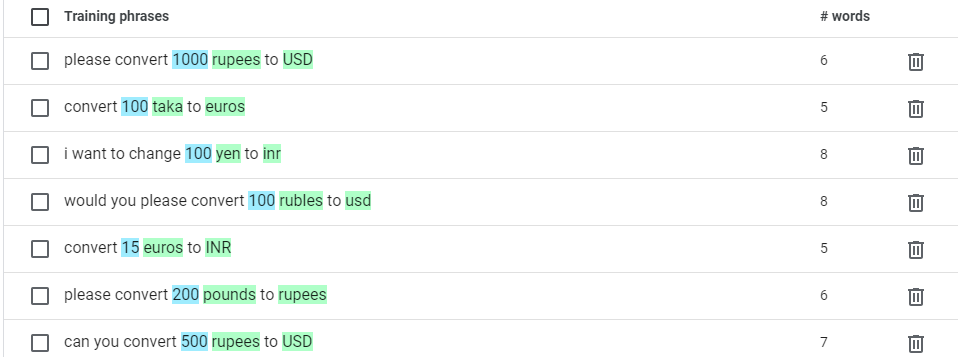 Training phrases # words
please convert 1000 rupees to USD 6
convert 100 taka to euros 5
i want to change 100 yen to inr 8
would you please convert 100 rubles to usd 8
convert 15 euros to INR 5
please convert 200 pounds to rupees 6
can you convert 500 rupees to USD 7